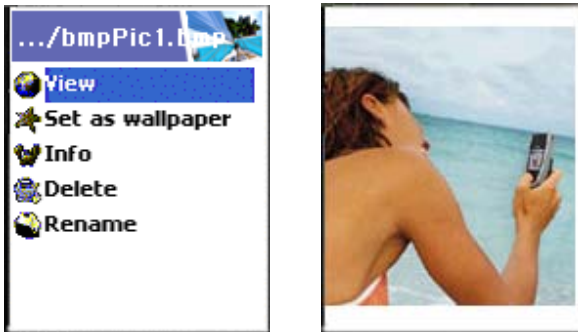 .../bmpPic1.bmp
View
Set as wallpaper
Info
Delete
Rename